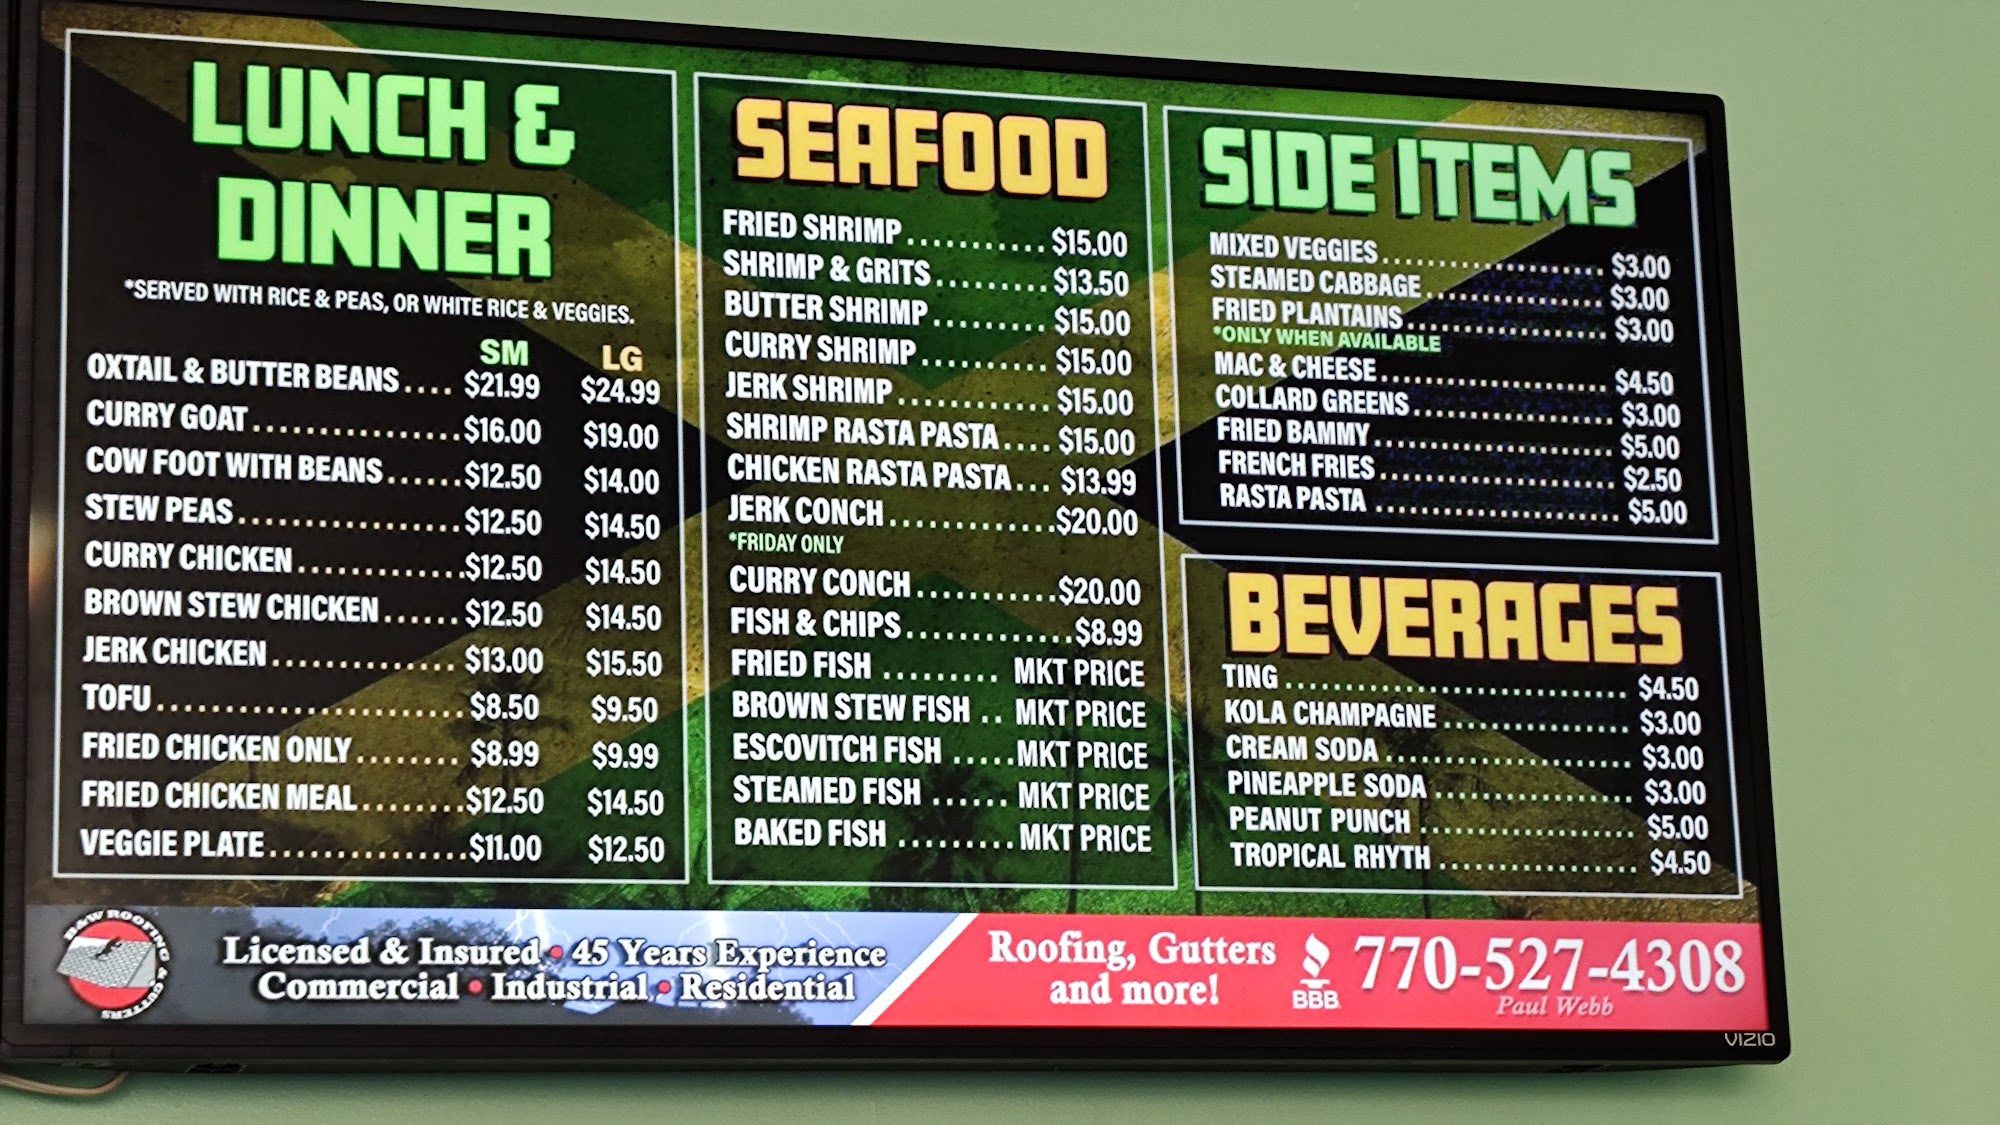 LUNCH &
DINNER
*SERVED WITH RICE & PEAS, OR WHITE RICE & VEGGIES.
SM LG
OXTAIL & BUTTER BEANS.... $21.99 $24.99
CURRY GOAT................$16.00 $19.00
COW FOOT WITH BEANS......$12.50 $14.00
STEW PEAS.................$12.50 $14.50
CURRY CHICKEN.............$12.50 $14.50
BROWN STEW CHICKEN......$12.50 $14.50
JERK CHICKEN.............. $13.00 $15.50
TOFU.......................$8.50 $9.50
FRIED CHICKEN ONLY........ $8.99 $9.99
FRIED CHICKEN MEAL........$12.50 $14.50
VEGGIE PLATE...............$11.00 $12.50
SEAFOOD
FRIED SHRIMP...........$15.00
SHRIMP & GRITS.........$13.50
BUTTER SHRIMP.........$15.00
CURRY SHRIMP..........$15.00
JERK SHRIMP............$15.00
SHRIMP RASTA PASTA.... $15.00
CHICKEN RASTA PASTA... $13.99
JERK CONCH.............$20.00
*FRIDAY ONLY
CURRY CONCH...........$20.00
FISH & CHIPS.............$8.99
FRIED FISH ......... MKT PRICE
BROWN STEW FISH .. MKT PRICE
ESCOVITCH FISH .....MKT PRICE
STEAMED FISH ...... MKT PRICE
BAKED FISH .........MKT PRICE
SIDE ITEMS
MIXED VEGGIES.................... $3.00
STEAMED CABBAGE................ $3.00
FRIED PLANTAINS.................. $3.00
*ONLY WHEN AVAILABLE
MAC & CHEESE.................... $4.50
COLLARD GREENS.................. $3.00
FRIED BAMMY..................... $5.00
FRENCH FRIES.................... $2.50
RASTA PASTA ..................... $5.00
BEVERAGES
TING ............................. $4.50
KOLA CHAMPAGNE ................ $3.00
CREAM SODA ..................... $3.00
PINEAPPLE SODA ................. $3.00
PEANUT PUNCH ................... $5.00
TROPICAL RHYTH ................. $4.50
B&W ROOFING & GUTTERS
Licensed & Insured • 45 Years Experience
Commercial • Industrial • Residential
Roofing, Gutters
and more!
BBB
770-527-4308
Paul Webb
VIZIO